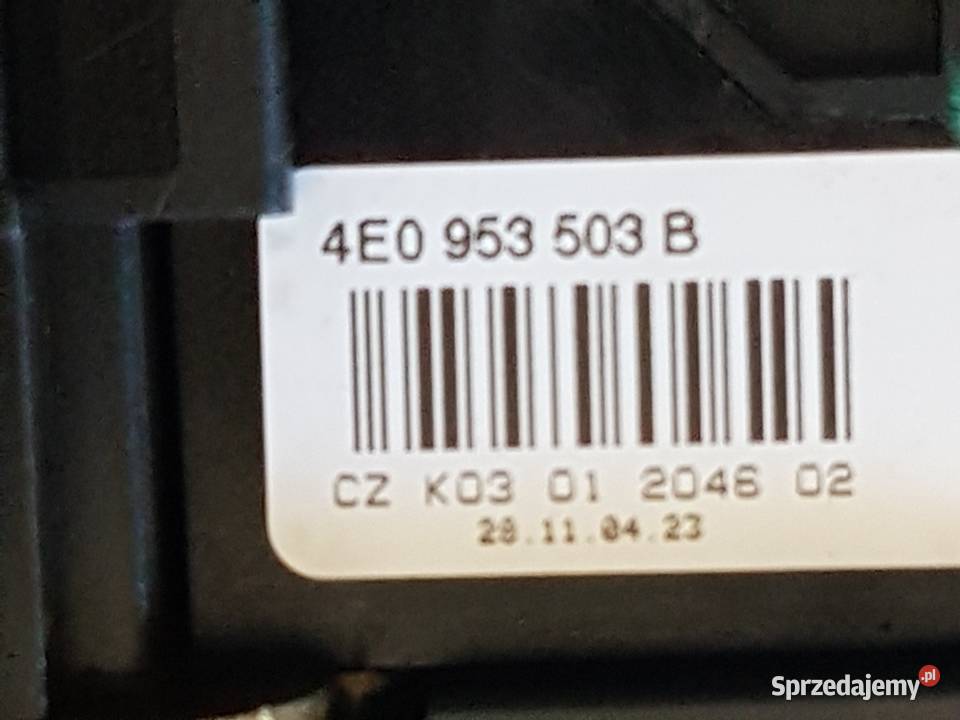 4E0 953 503 B
CZ K03 01 2046 02
28.11.04.23
Sprzedajemy.pl